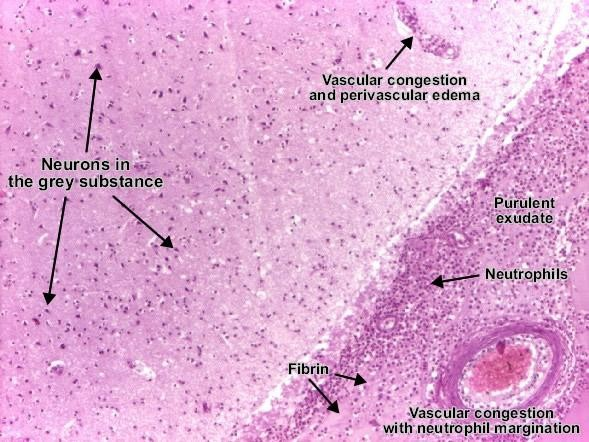 Vascular congestion
and perivascular edema
Neurons in
the grey substance
Purulent
exudate
Neutrophils
Fibrin
Vascular congestion
with neutrophil margination